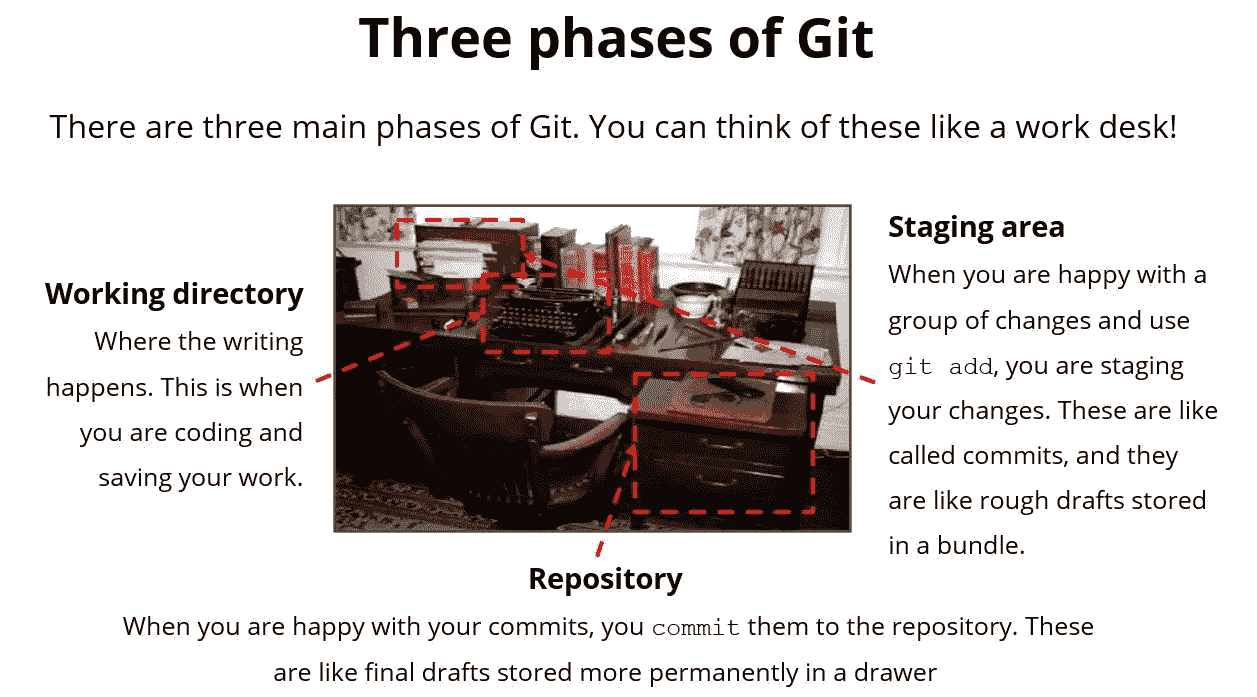 Three phases of Git
There are three main phases of Git. You can think of these like a work desk!
Working directory
Where the writing
happens. This is when
you are coding and
saving your work.
Staging area
When you are happy with a
group of changes and use
git add, you are staging
your changes. These are like
called commits, and they
are like rough drafts stored
in a bundle.
Repository
When you are happy with your commits, you commit them to the repository. These
are like final drafts stored more permanently in a drawer